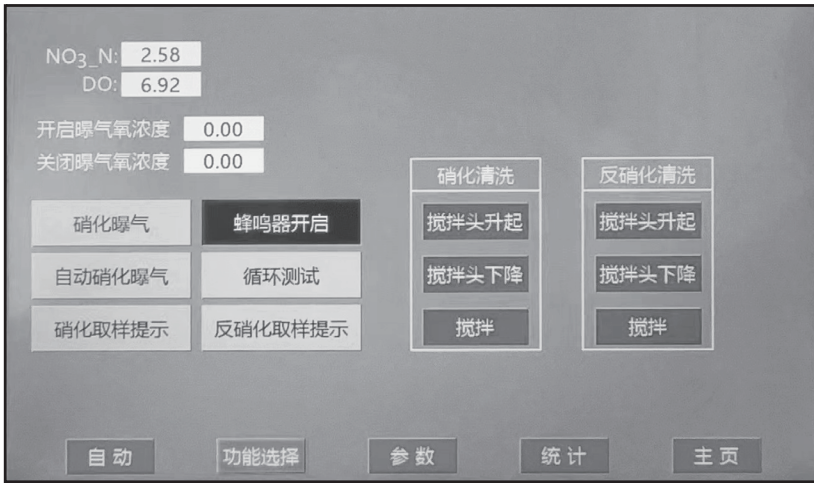 NO3_N: 2.58
DO: 6.92
开启曝气氧浓度 0.00
关闭曝气氧浓度 0.00
硝化清洗 反硝化清洗
硝化曝气 蜂鸣器开启 搅拌头升起 搅拌头升起
自动硝化曝气 循环测试 搅拌头下降 搅拌头下降
硝化取样提示 反硝化取样提示 搅拌 搅拌
自动 功能选择 参数 统计 主页